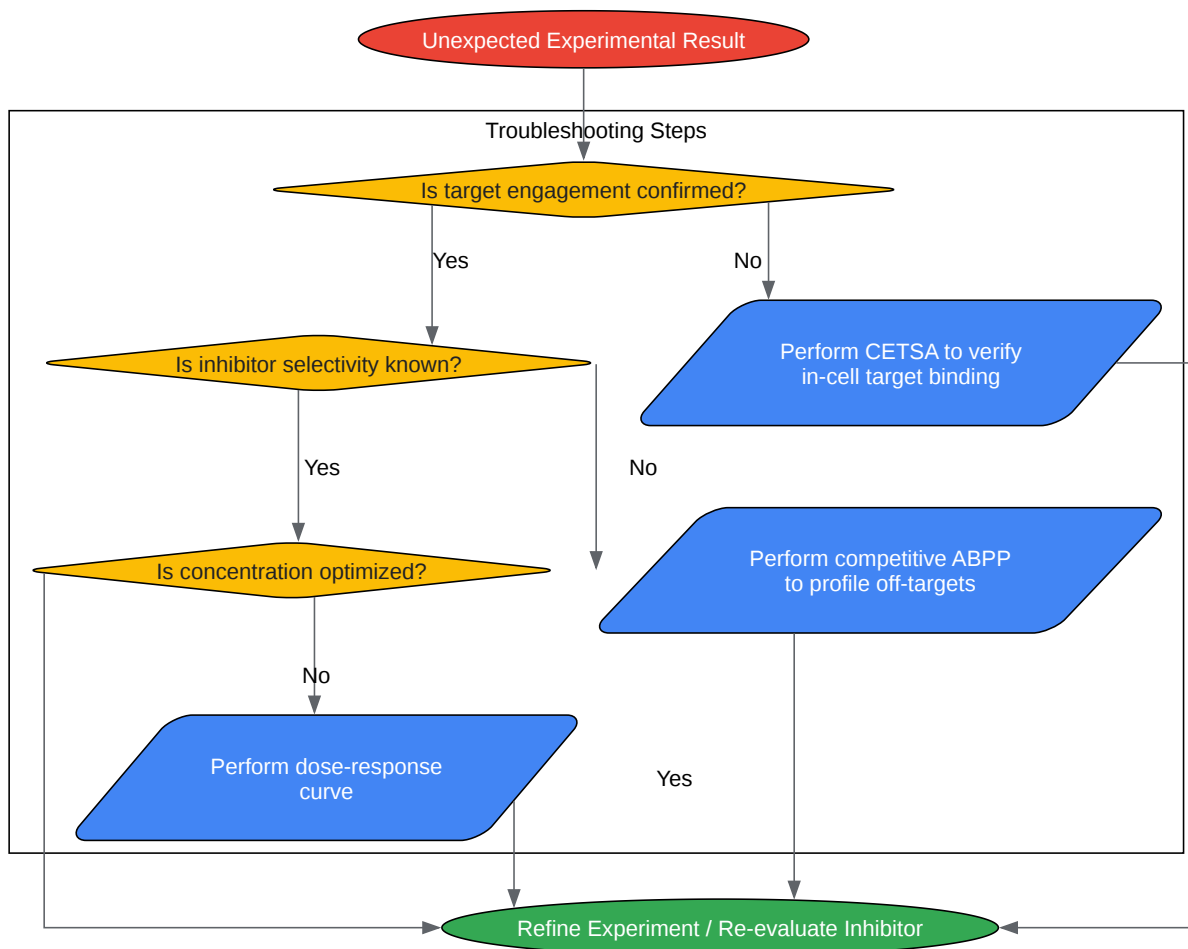 Unexpected Experimental Result
Troubleshooting Steps
Is target engagement confirmed?
Yes
No
Perform CETSA to verify
in-cell target binding
Is inhibitor selectivity known?
Yes
No
Perform competitive ABPP
to profile off-targets
Is concentration optimized?
No
Perform dose-response
curve
Yes
Refine Experiment / Re-evaluate Inhibitor